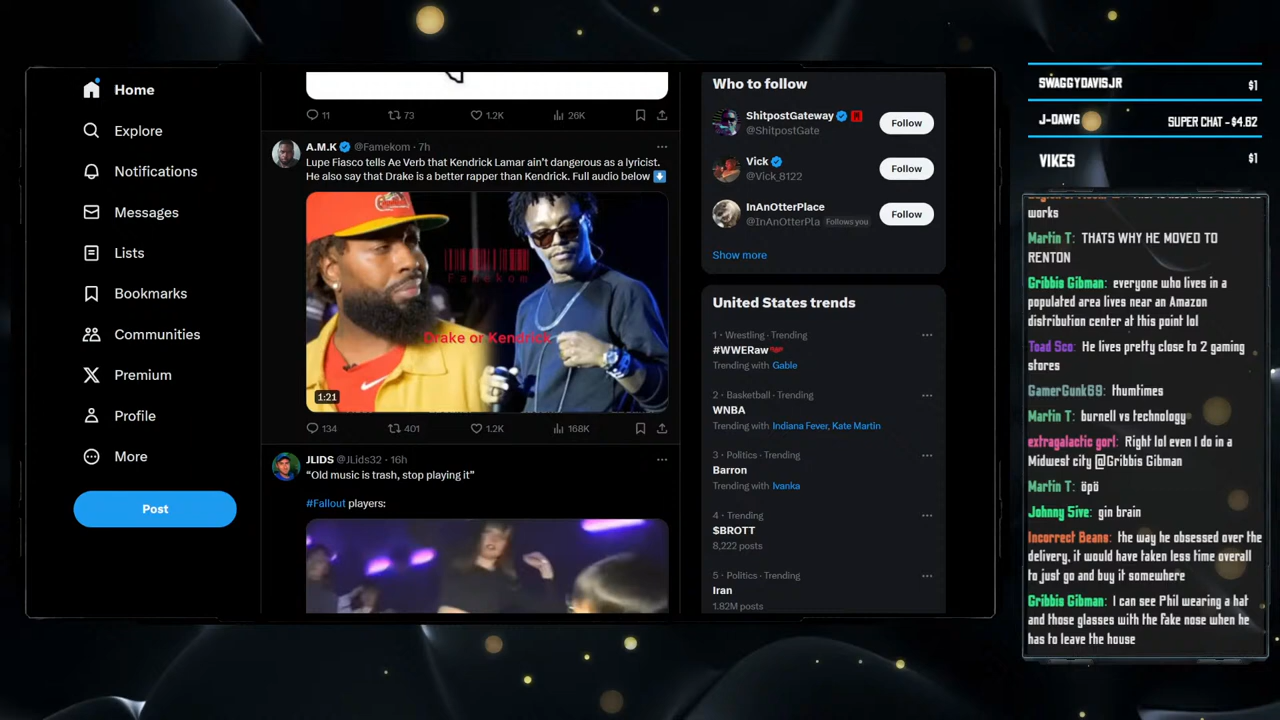 Home
Explore
Notifications
Messages
Lists
Bookmarks
Communities
Premium
Profile
More
Post
11
73
1.2K
26K
A.M.K @Famekom · 7h
Lupe Fiasco tells Ae Verb that Kendrick Lamar ain't dangerous as a lyricist.
He also say that Drake is a better rapper than Kendrick. Full audio below
Famekom
Drake or Kendrick
1:21
134
401
1.2K
168K
JLIDS @JLids32 · 16h
“Old music is trash, stop playing it”
#Fallout players:
Who to follow
ShitpostGateway
@ShitpostGate
Follow
Vick
@Vick_8122
Follow
InAnOtterPlace
@InAnOtterPla Follows you
Follow
Show more
United States trends
1 · Wrestling · Trending
#WWERaw
Trending with Gable
2 · Basketball · Trending
WNBA
Trending with Indiana Fever, Kate Martin
3 · Politics · Trending
Barron
Trending with Ivanka
4 · Trending
$BROTT
8,222 posts
5 · Politics · Trending
Iran
1.82M posts
SWAGGYDAVISJR $1
J-DAWG SUPER CHAT - $4.62
VIKES $1
works
Martin T: THATS WHY HE MOVED TO
RENTON
Gribbis Gibman: everyone who lives in a
populated area lives near an Amazon
distribution center at this point lol
Toad Sco: He lives pretty close to 2 gaming
stores
GamerGunk69: thumtimes
Martin T: burnell vs technology
extragalactic gorl: Right lol even I do in a
Midwest city @Gribbis Gibman
Martin T: öpö
Johnny 5ive: gin brain
Incorrect Beans: the way he obsessed over the
delivery, it would have taken less time overall
to just go and buy it somewhere
Gribbis Gibman: I can see Phil wearing a hat
and those glasses with the fake nose when he
has to leave the house